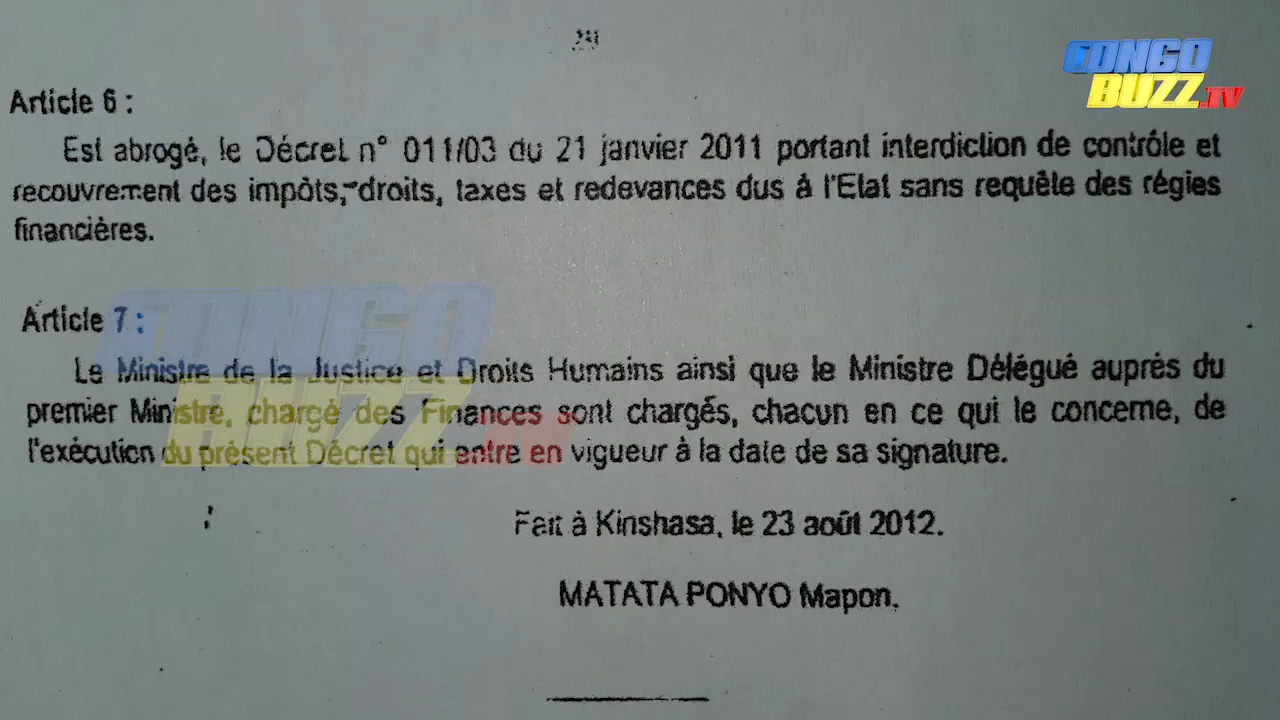 CONGO
BUZZ.TV
Article 6 :
Est abrogé, le Décret n° 011/03 du 21 janvier 2011 portant interdiction de contrôle et
recouvrement des impôts, droits, taxes et redevances dus à l'Etat sans requête des régies
financières.
Article 7 :
Le Ministre de la Justice et Droits Humains ainsi que le Ministre Délégué auprès du
premier Ministre, chargé des Finances sont chargés, chacun en ce qui le concerne, de
l'exécution du présent Décret qui entre en vigueur à la date de sa signature.
CONGO
BUZZ.TV
Fait à Kinshasa, le 23 août 2012.
MATATA PONYO Mapon.